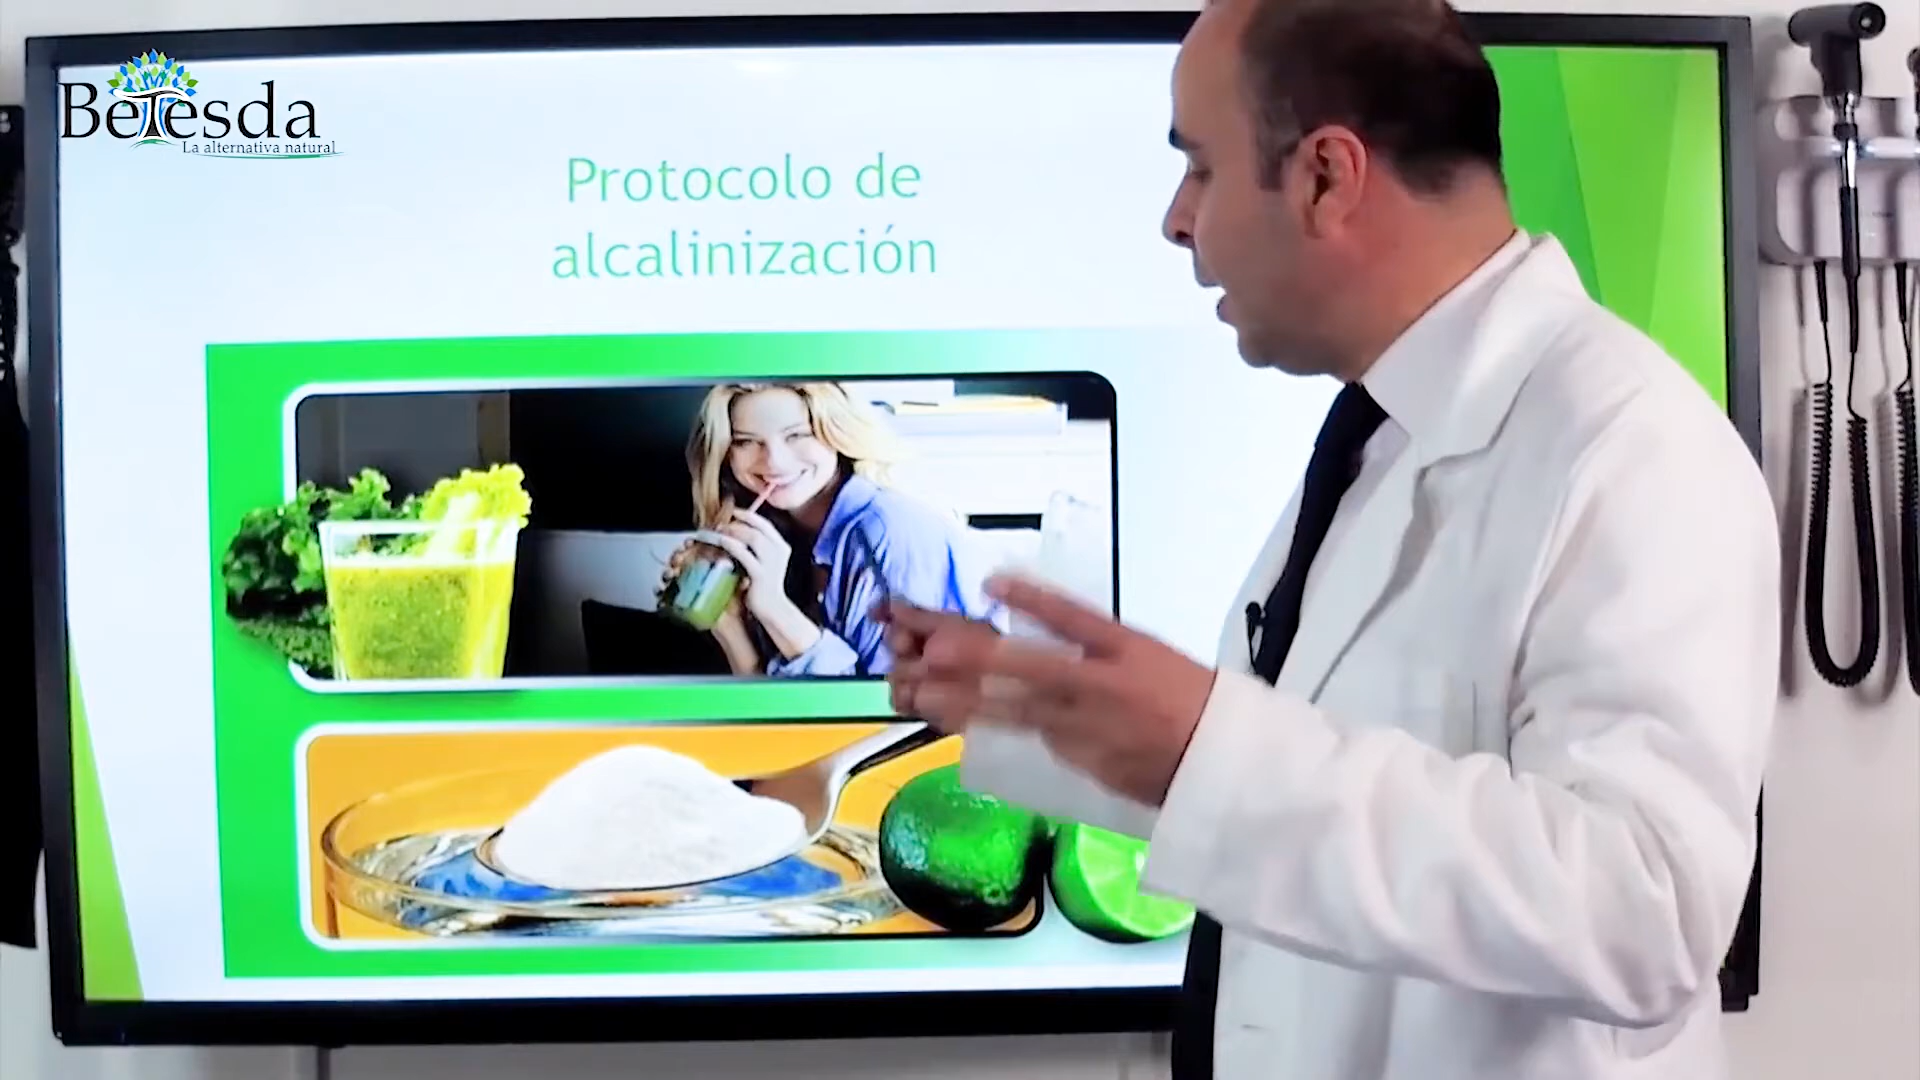 Betesda
La alternativa natural
Protocolo de
alcalinización